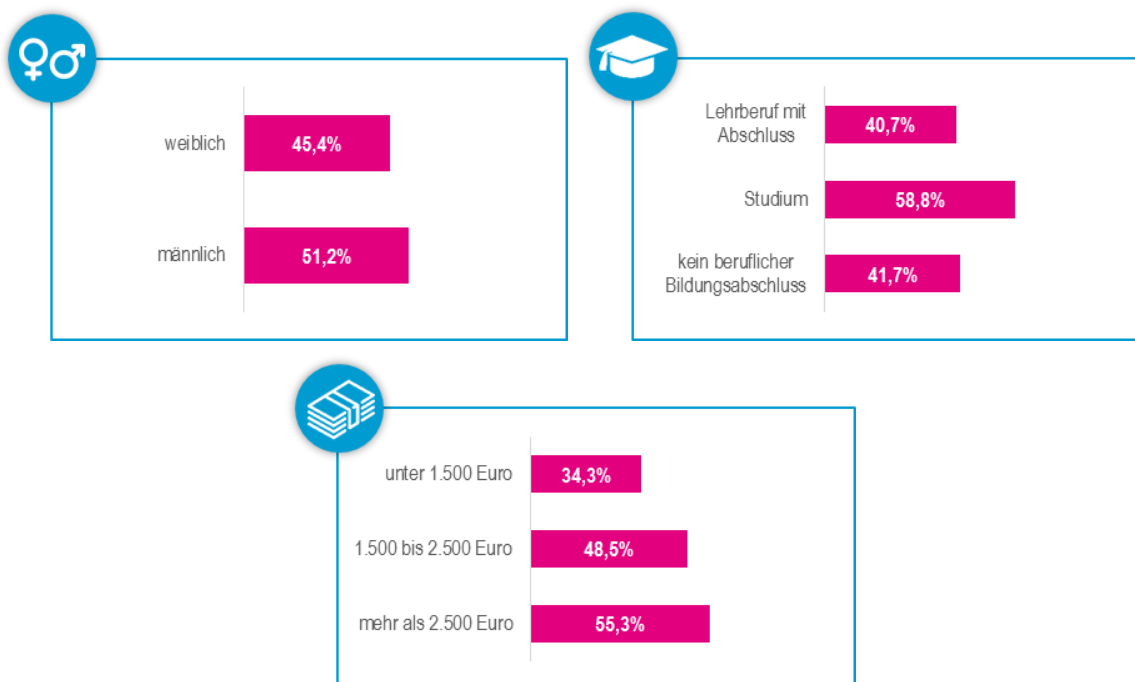 weiblich
45,4%
männlich
51,2%
Lehrberuf mit
Abschluss
40,7%
Studium
58,8%
kein beruflicher
Bildungsabschluss
41,7%
unter 1.500 Euro
34,3%
1.500 bis 2.500 Euro
48,5%
mehr als 2.500 Euro
55,3%